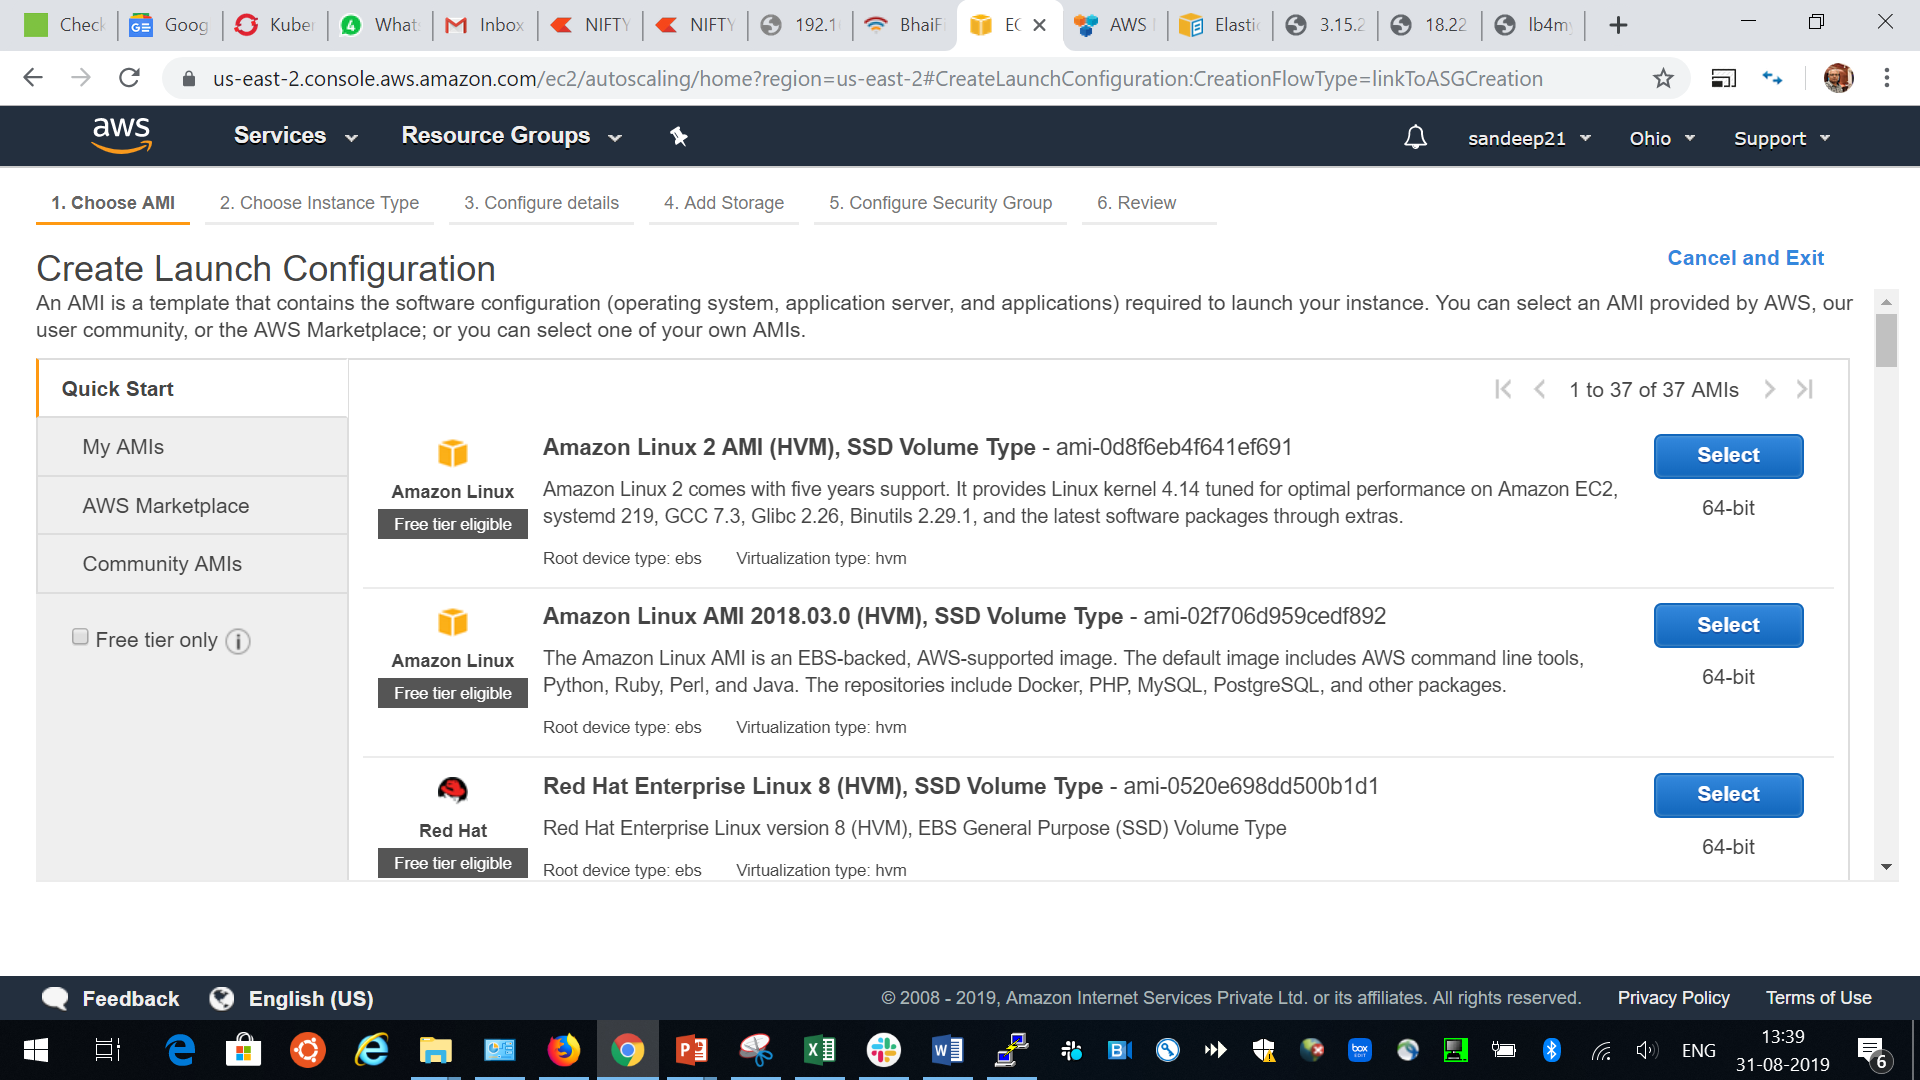 Check
Goog
Kuber
What
Inbox
NIFTY
NIFTY
192.1
BhaiFi
EC
AWS
Elastic
3.15.2
18.22
lb4my
us-east-2.console.aws.amazon.com/ec2/autoscaling/home?region=us-east-2#CreateLaunchConfiguration:CreationFlowType=linkToASGCreation
aws
Services
Resource Groups
sandeep21
Ohio
Support
1. Choose AMI
2. Choose Instance Type
3. Configure details
4. Add Storage
5. Configure Security Group
6. Review
Create Launch Configuration
Cancel and Exit
An AMI is a template that contains the software configuration (operating system, application server, and applications) required to launch your instance. You can select an AMI provided by AWS, our
user community, or the AWS Marketplace; or you can select one of your own AMIs.
Quick Start
My AMIs
AWS Marketplace
Community AMIs
Free tier only
1 to 37 of 37 AMIs
Amazon Linux
Free tier eligible
Amazon Linux 2 AMI (HVM), SSD Volume Type - ami-0d8f6eb4f641ef691
Amazon Linux 2 comes with five years support. It provides Linux kernel 4.14 tuned for optimal performance on Amazon EC2,
systemd 219, GCC 7.3, Glibc 2.26, Binutils 2.29.1, and the latest software packages through extras.
Root device type: ebs
Virtualization type: hvm
Select
64-bit
Amazon Linux
Free tier eligible
Amazon Linux AMI 2018.03.0 (HVM), SSD Volume Type - ami-02f706d959cedf892
The Amazon Linux AMI is an EBS-backed, AWS-supported image. The default image includes AWS command line tools,
Python, Ruby, Perl, and Java. The repositories include Docker, PHP, MySQL, PostgreSQL, and other packages.
Root device type: ebs
Virtualization type: hvm
Select
64-bit
Red Hat
Free tier eligible
Red Hat Enterprise Linux 8 (HVM), SSD Volume Type - ami-0520e698dd500b1d1
Red Hat Enterprise Linux version 8 (HVM), EBS General Purpose (SSD) Volume Type
Root device type: ebs
Virtualization type: hvm
Select
64-bit
Feedback
English (US)
© 2008 - 2019, Amazon Internet Services Private Ltd. or its affiliates. All rights reserved.
Privacy Policy
Terms of Use
ENG
13:39
31-08-2019
6